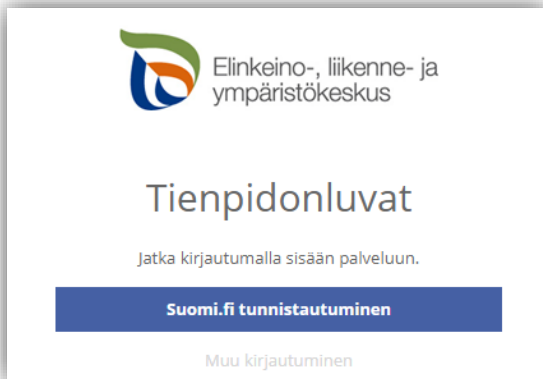 Elinkeino-, liikenne- ja
ympäristökeskus
Tienpidonluvat
Jatka kirjautumalla sisään palveluun.
Suomi.fi tunnistautuminen
Muu kirjautuminen